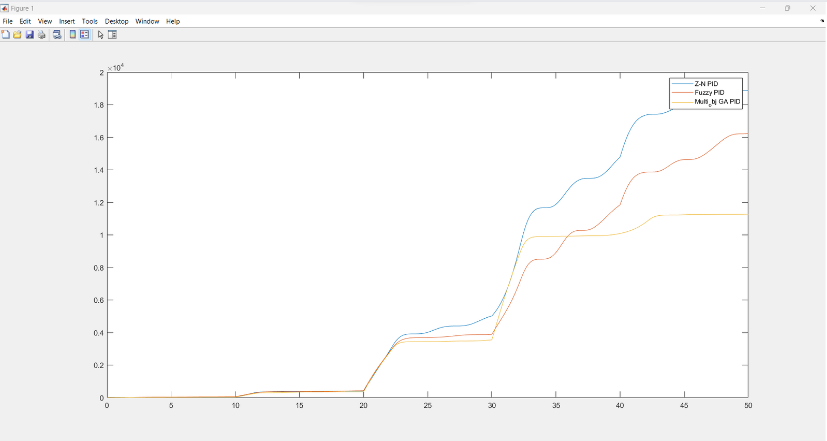 Figure 1
File Edit View Insert Tools Desktop Window Help
×10⁴
Z-N PID
Fuzzy PID
Multiobj GA PID
2
1.8
1.6
1.4
1.2
1
0.8
0.6
0.4
0.2
0
0 5 10 15 20 25 30 35 40 45 50